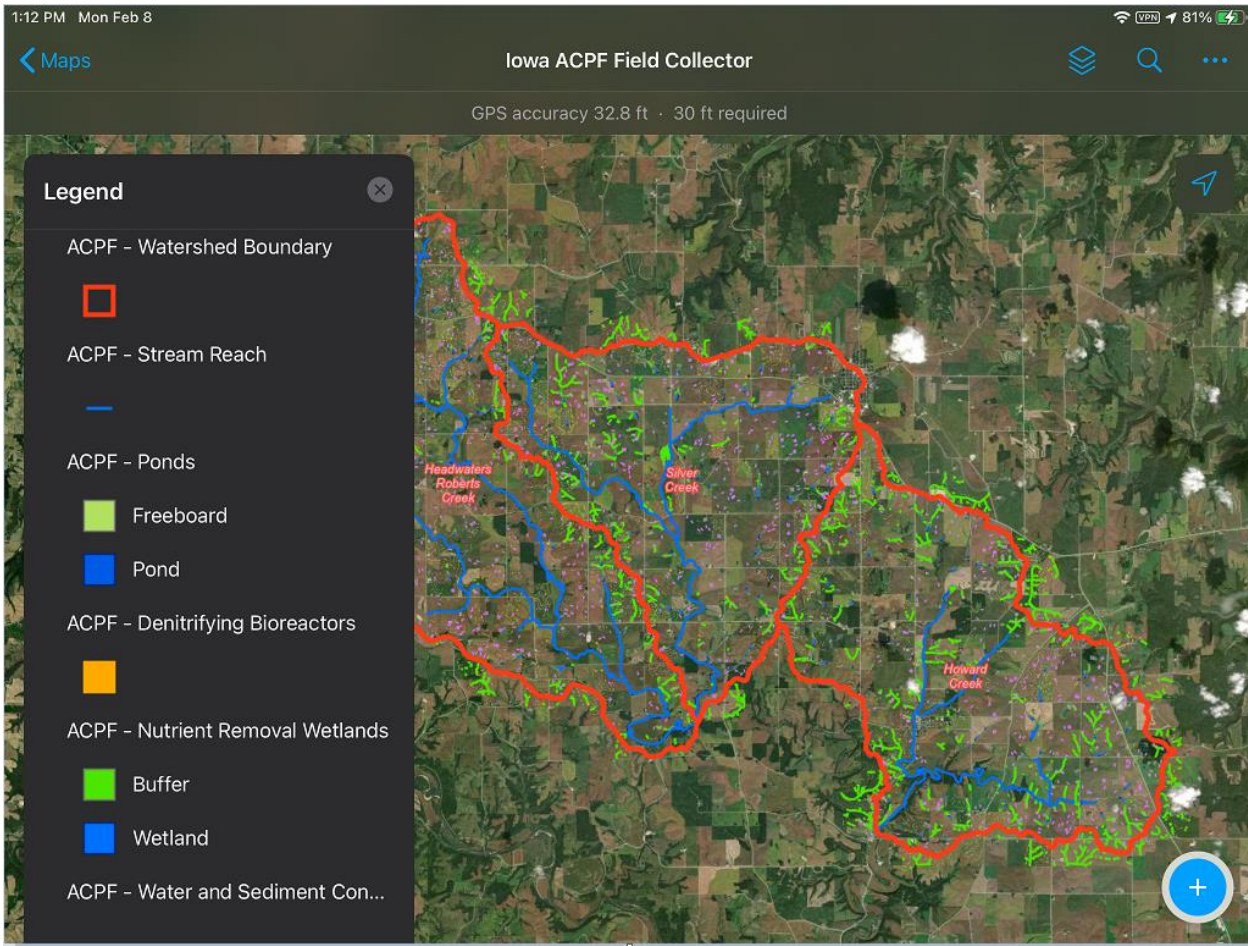 1:12 PM Mon Feb 8
VPN 81%
Maps
Iowa ACPF Field Collector
GPS accuracy 32.8 ft · 30 ft required
Legend
ACPF - Watershed Boundary
ACPF - Stream Reach
ACPF - Ponds
Freeboard
Pond
ACPF - Denitrifying Bioreactors
ACPF - Nutrient Removal Wetlands
Buffer
Wetland
ACPF - Water and Sediment Con...
Headwaters
Roberts
Creek
Silver
Creek
Howard
Creek